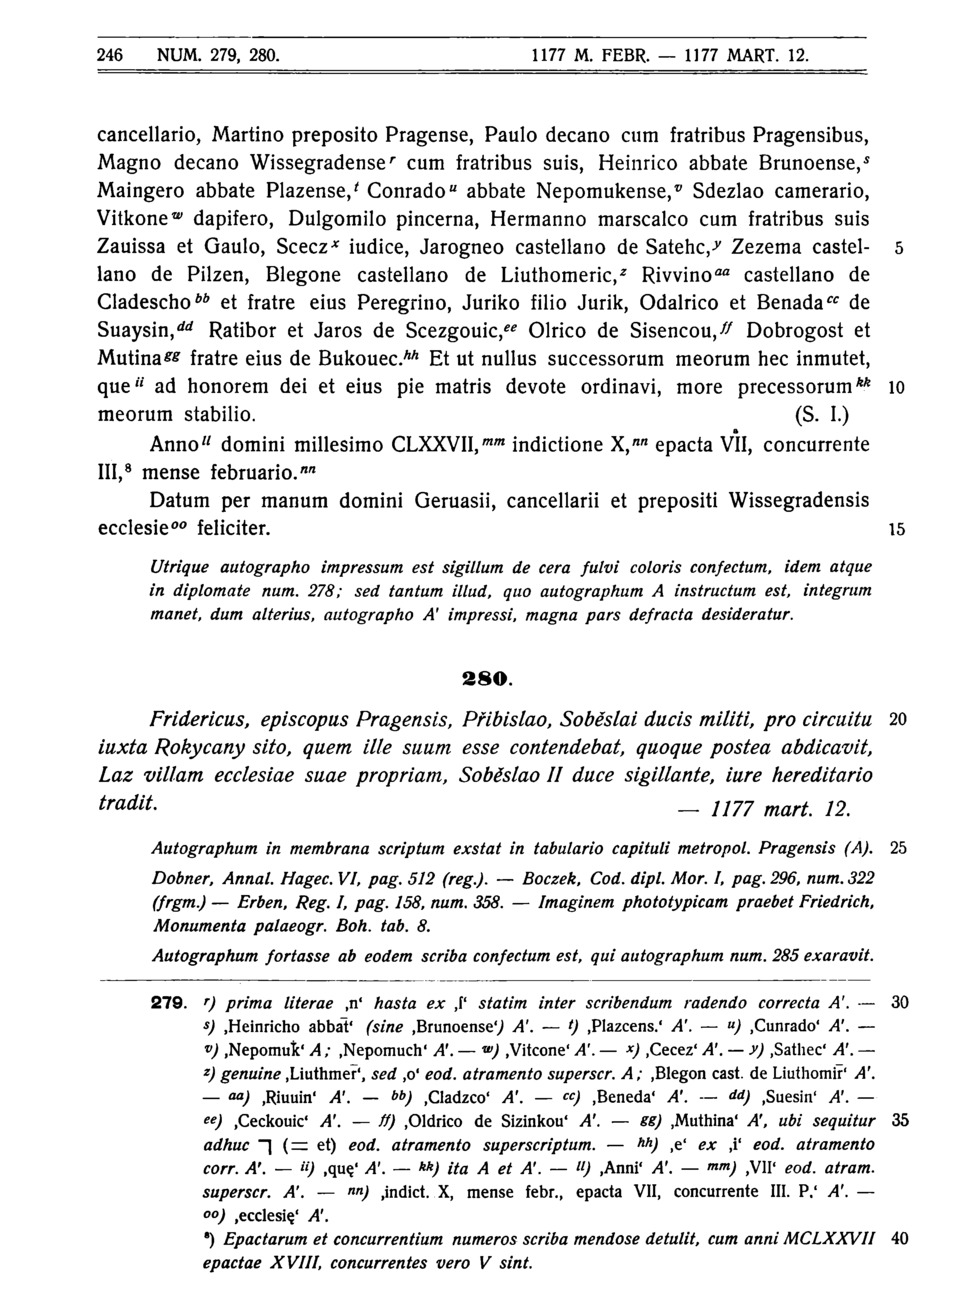 246 NUM. 279, 280. 1177 M. FEBR. — 1177 MART. 12.
cancellario, Martino preposito Pragense, Paulo decano cum fratribus Pragensibus,
Magno decano Wissegradense r cum fratribus suis, Heinrico abbate Brunoense, s
Maingero abbate Plazense, t Conrado u abbate Nepomukense, v Sdezlao camerario,
Vitkone w dapifero, Dulgomilo pincerna, Hermanno marscalco cum fratribus suis
Zauissa et Gaulo, Scecz x iudice, Jarogneo castellano de Satehc, y Zezema castel- 5
lano de Pilzen, Blegone castellano de Liuthomeric, z Rivvino aa castellano de
Cladescho bb et fratre eius Peregrino, Juriko filio Jurik, Odalrico et Benada cc de
Suaysin, dd Ratibor et Jaros de Scezgouic, ee Olrico de Sisencou, ff Dobrogost et
Mutina gg fratre eius de Bukouec. hh Et ut nullus successorum meorum hec inmutet,
que ii ad honorem dei et eius pie matris devote ordinavi, more precessorum kk 10
meorum stabilio. (S. I.)
Anno ll domini millesimo CLXXVII, mm indictione X, nn epacta VII, a concurrente
III, 8 mense februario. nn
Datum per manum domini Geruasii, cancellarii et prepositi Wissegradensis
ecclesie oo feliciter. 15
Utrique autographo impressum est sigillum de cera fulvi coloris confectum, idem atque
in diplomate num. 278; sed tantum illud, quo autographum A instructum est, integrum
manet, dum alterius, autographo A' impressi, magna pars defracta desideratur.
280.
Fridericus, episcopus Pragensis, Přibislao, Soběslai ducis militi, pro circuitu 20
iuxta Rokycany sito, quem ille suum esse contendebat, quoque postea abdicavit,
Laz villam ecclesiae suae propriam, Soběslao II duce sigillante, iure hereditario
tradit. — 1177 mart. 12.
Autographum in membrana scriptum exstat in tabulario capituli metropol. Pragensis (A). 25
Dobner, Annal. Hagec. VI, pag. 512 (reg.). — Boczek, Cod. dipl. Mor. I, pag. 296, num. 322
(frgm.) — Erben, Reg. I, pag. 158, num. 358. — Imaginem phototypicam praebet Friedrich,
Monumenta palaeogr. Boh. tab. 8.
Autographum fortasse ab eodem scriba confectum est, qui autographum num. 285 exaravit.
279. r) prima literae ‚n‘ hasta ex ‚ſ‘ statim inter scribendum radendo correcta A'. — 30
s) ‚Heinricho abbat̄‘ (sine ‚Brunoense‘) A'. — t) ‚Plazcens.‘ A'. — u) ‚Cunrado‘ A'. —
v) ‚Nepomuk̄‘ A; ‚Nepomuch‘ A'. — w) ‚Vitcone‘ A'. — x) ‚Cecez‘ A'. — y) ‚Sathec‘ A'. —
z) genuine ‚Liuthmer̄‘, sed ‚o‘ eod. atramento superscr. A; ‚Blegon cast. de Liuthomir̄‘ A'.
— aa) ‚Riuuin‘ A'. — bb) ‚Cladzco‘ A'. — cc) ‚Beneda‘ A'. — dd) ‚Suesin‘ A'. —
ee) ‚Ceckouic‘ A'. — ff) ‚Oldrico de Sizinkou‘ A'. — gg) ‚Muthina‘ A', ubi sequitur 35
adhuc ⁊ (= et) eod. atramento superscriptum. — hh) ‚e‘ ex ‚i‘ eod. atramento
corr. A'. — ii) ‚quę‘ A'. — kk) ita A et A'. — ll) ‚Anni‘ A'. — mm) ‚VII‘ eod. atram.
superscr. A'. — nn) ‚indict. X, mense febr., epacta VII, concurrente III. P.‘ A'. —
oo) ‚ecclesię‘ A'.
8) Epactarum et concurrentium numeros scriba mendose detulit, cum anni MCLXXVII 40
epactae XVIII, concurrentes vero V sint.